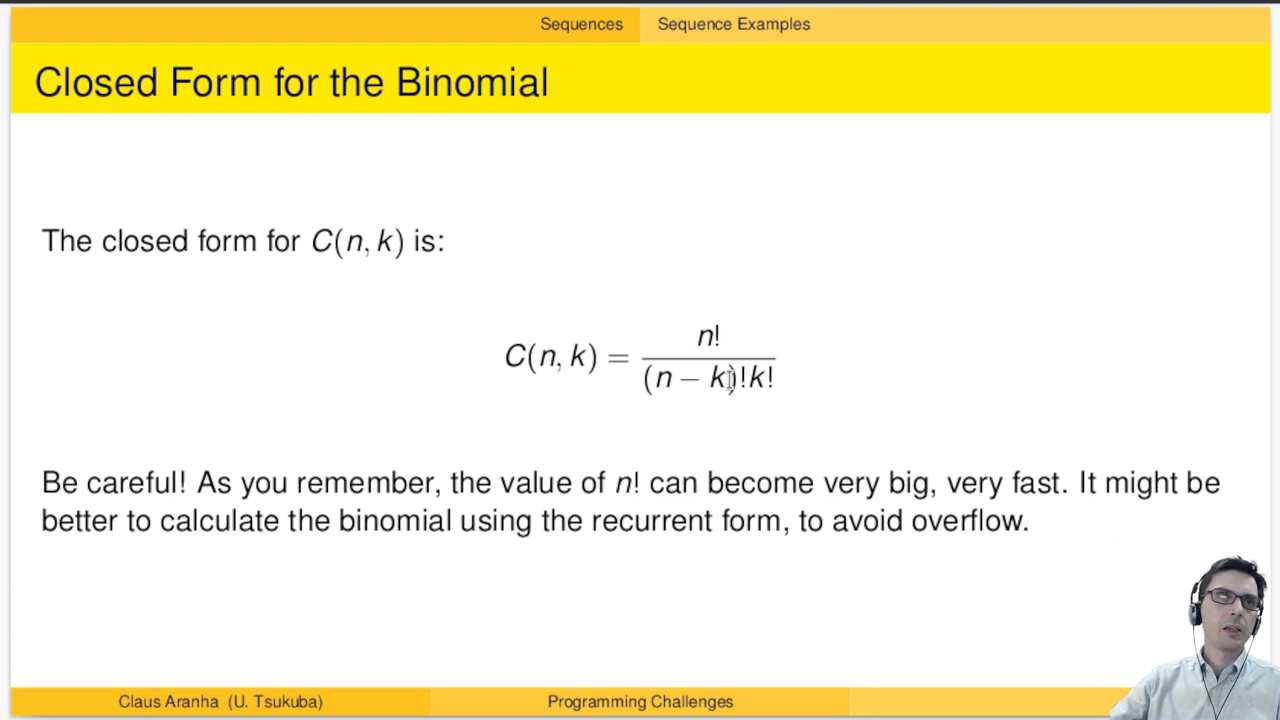 Sequences Sequence Examples
Closed Form for the Binomial
The closed form for C(n, k) is:
C(n, k) = n! / (n − k)!k!
Be careful! As you remember, the value of n! can become very big, very fast. It might be
better to calculate the binomial using the recurrent form, to avoid overflow.
Claus Aranha (U. Tsukuba) Programming Challenges